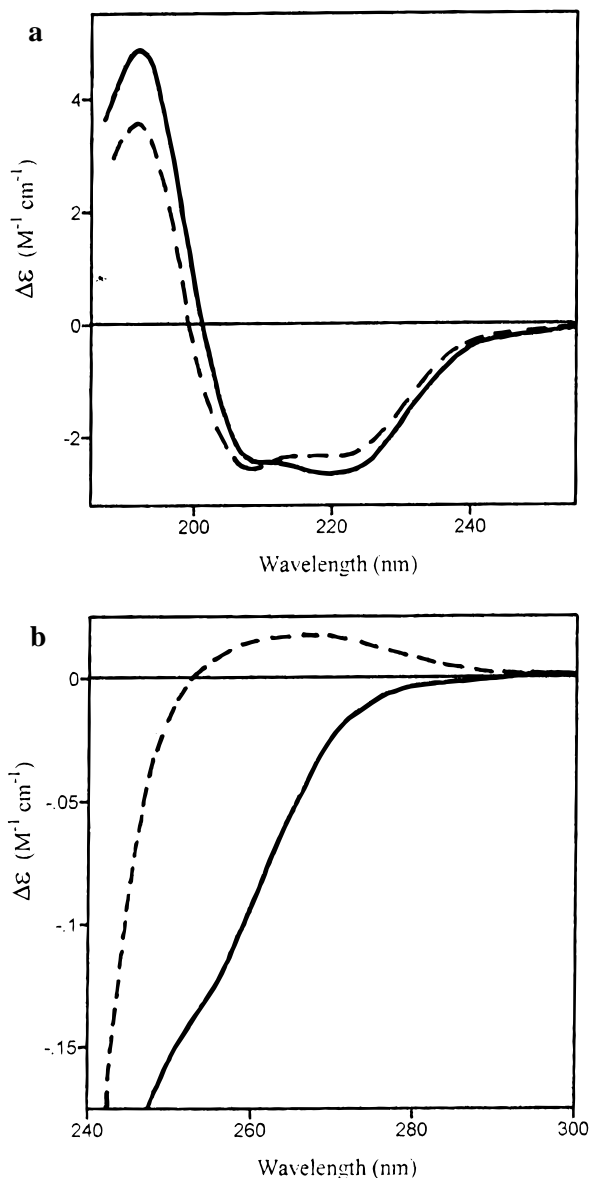 a
4
2
0
-2
Δε (M⁻¹ cm⁻¹)
200 220 240
Wavelength (nm)
b
0
-.05
-.1
-.15
Δε (M⁻¹ cm⁻¹)
240 260 280 300
Wavelength (nm)